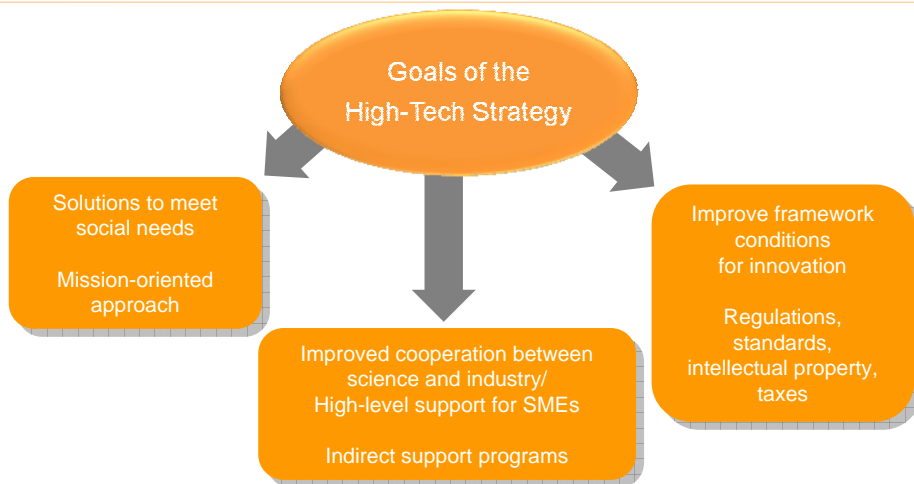 Goals of the
High-Tech Strategy
Solutions to meet
social needs
Mission-oriented
approach
Improved cooperation between
science and industry/
High-level support for SMEs
Indirect support programs
Improve framework
conditions
for innovation
Regulations,
standards,
intellectual property,
taxes